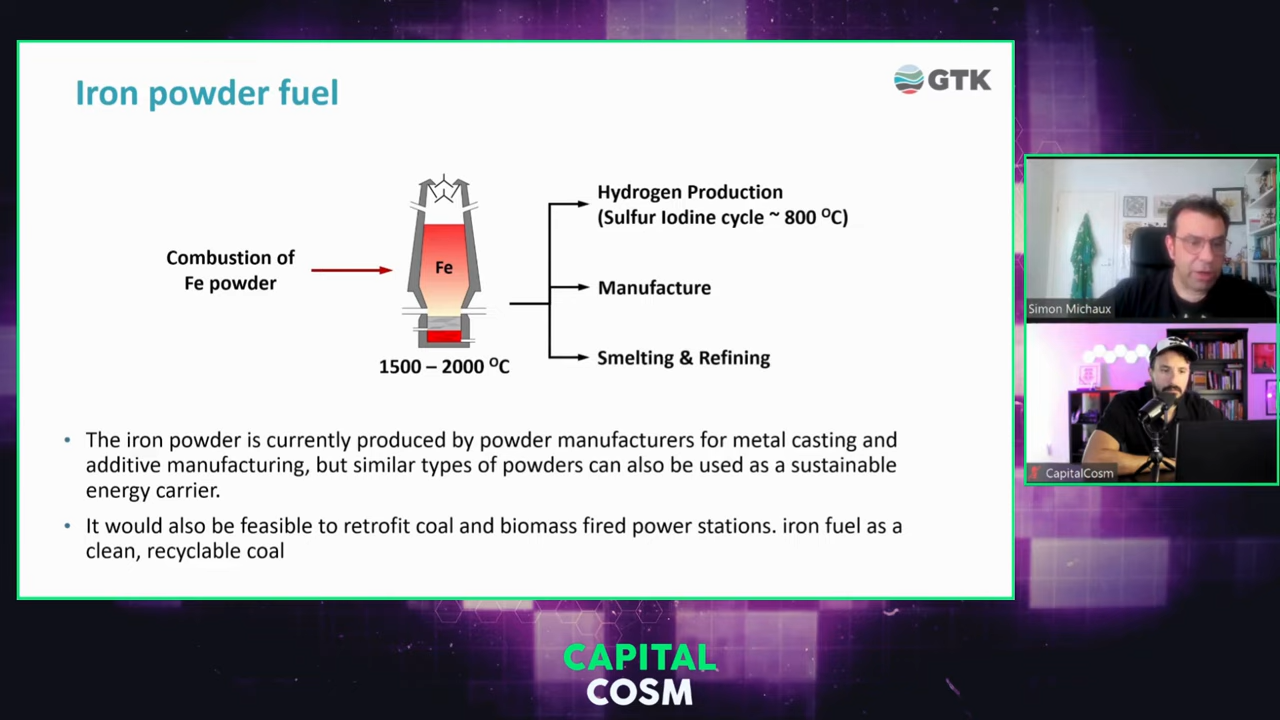 Iron powder fuel
GTK
Combustion of
Fe powder
Fe
1500 – 2000 ᴼC
Hydrogen Production
(Sulfur Iodine cycle ~ 800 ᴼC)
Manufacture
Smelting & Refining
• The iron powder is currently produced by powder manufacturers for metal casting and
additive manufacturing, but similar types of powders can also be used as a sustainable
energy carrier.
• It would also be feasible to retrofit coal and biomass fired power stations. iron fuel as a
clean, recyclable coal
Simon Michaux
CapitalCosm
CAPITAL
COSM